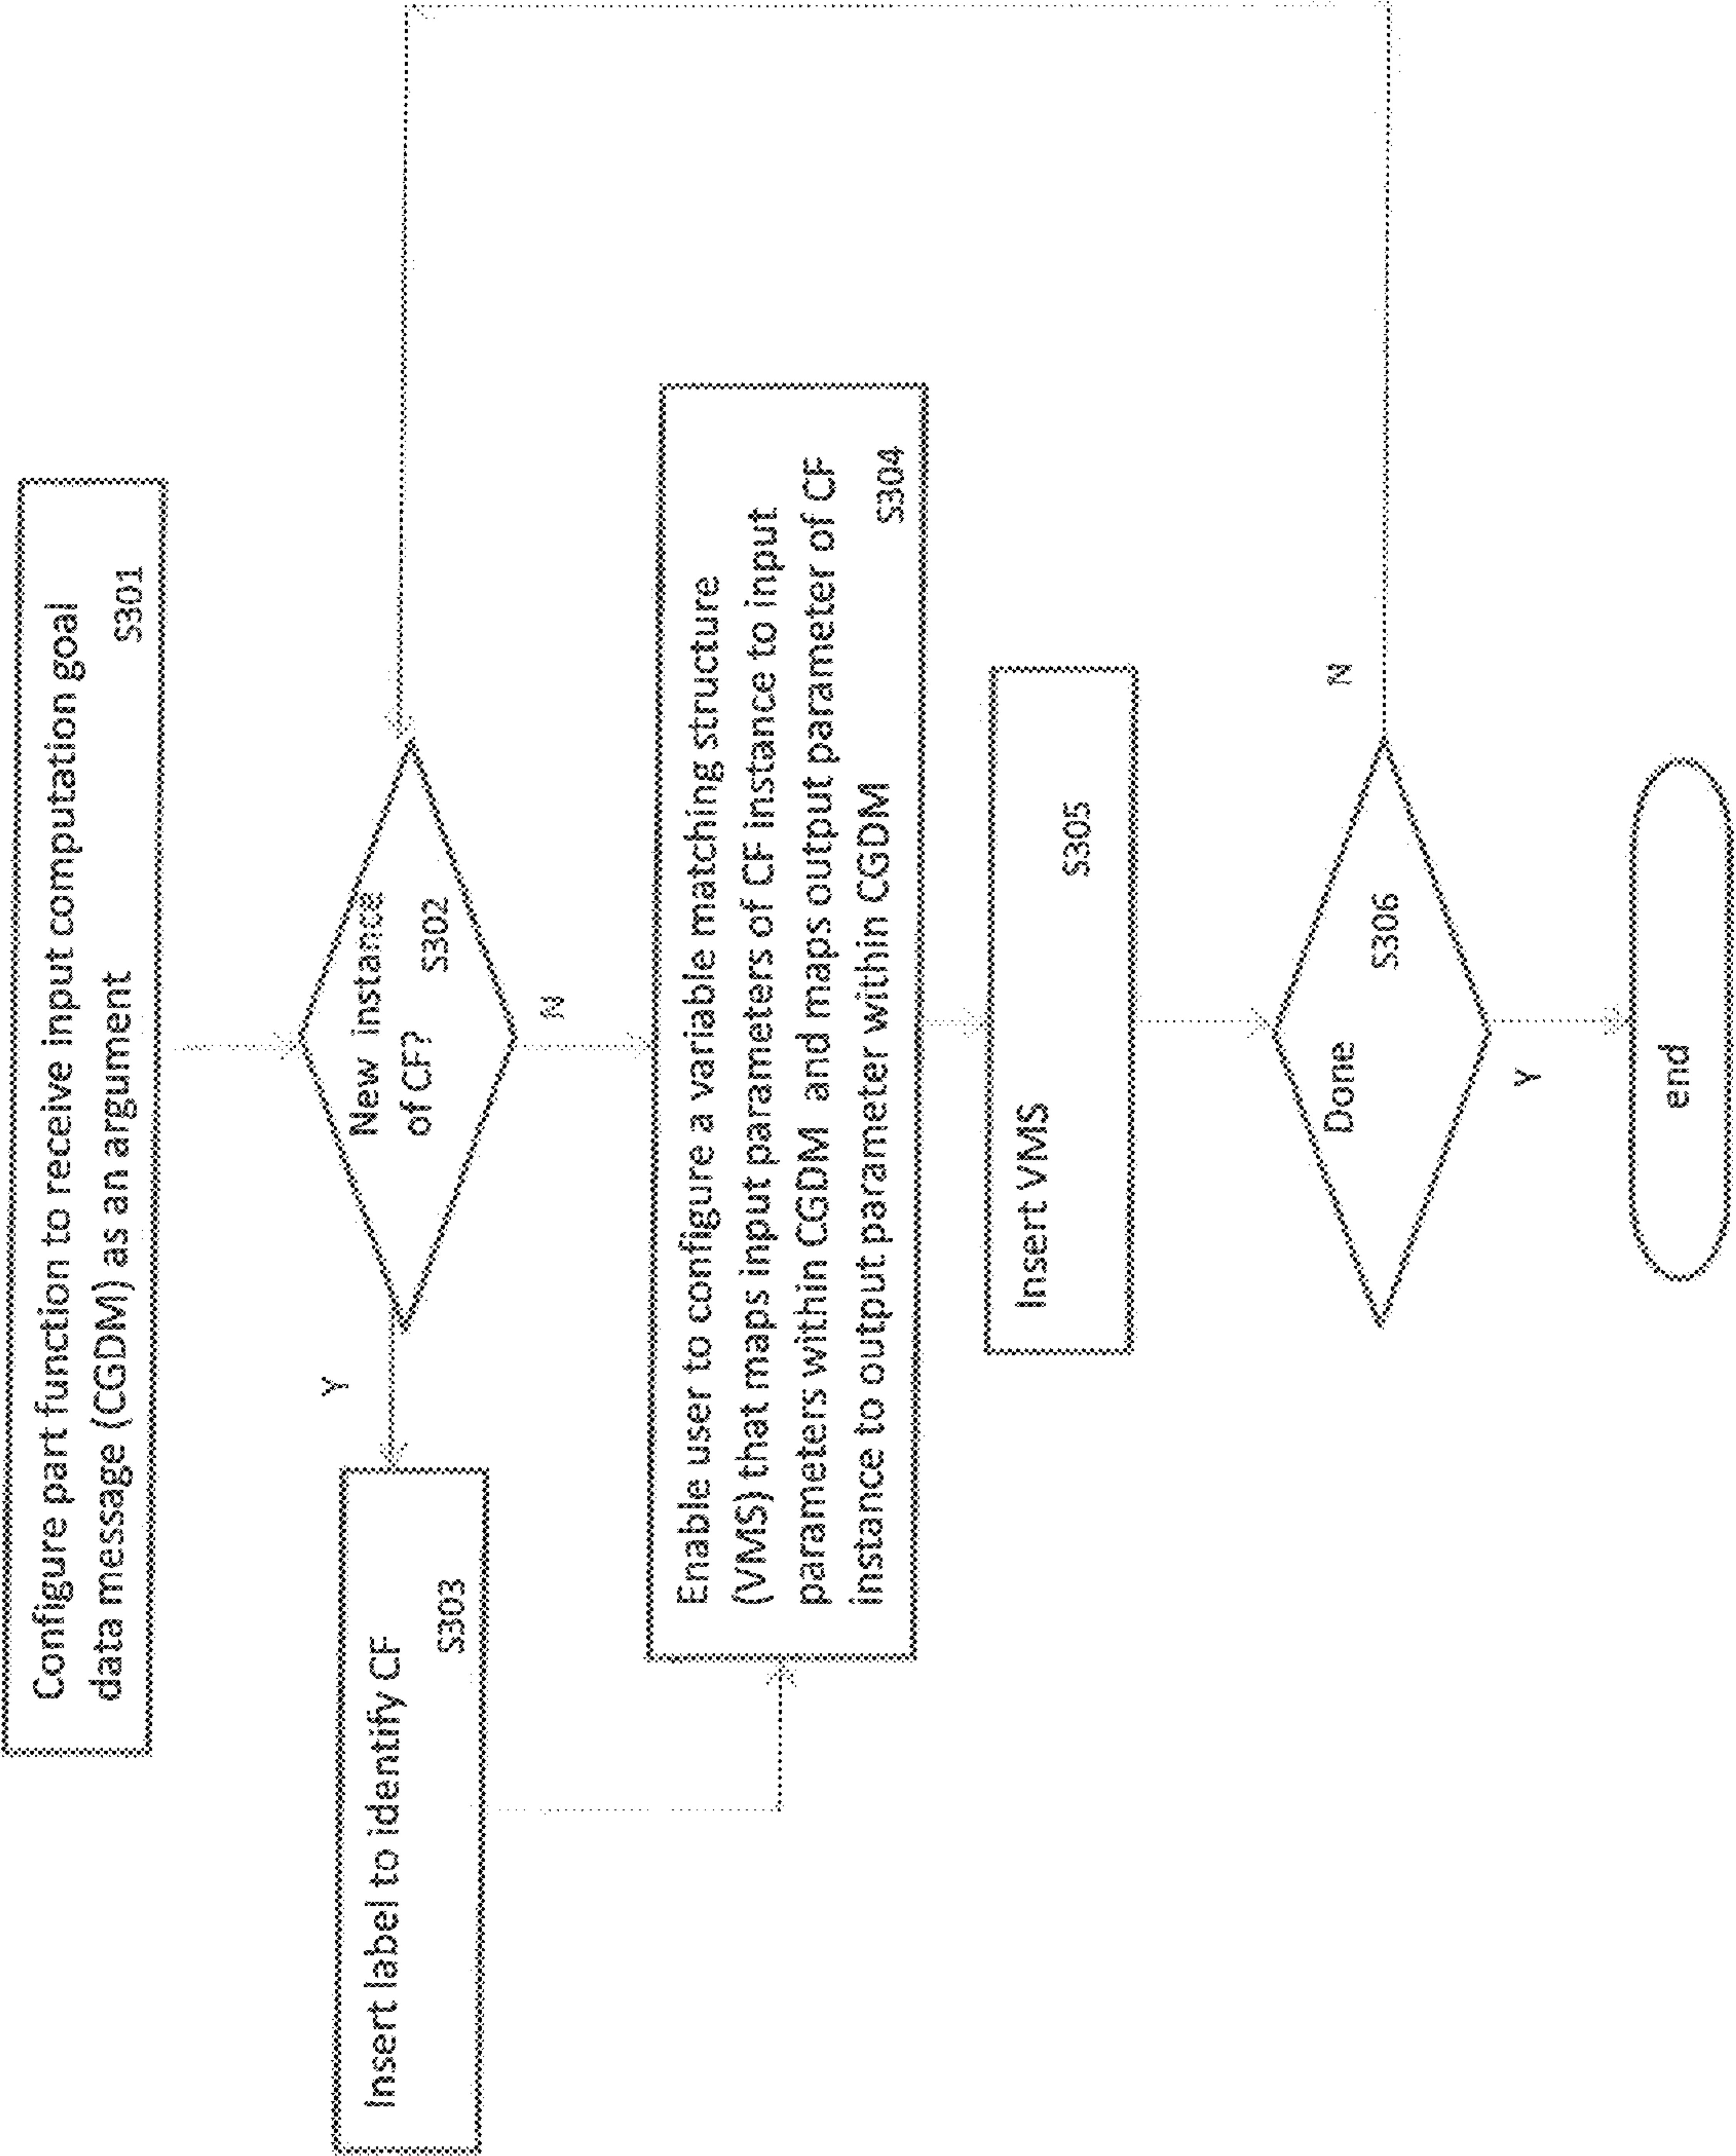 Configure part function to receive input computation goal
data message (CGDM) as an argument
S301
New instance
of CF?
S302
Y
N
Insert label to identify CF
S303
Enable user to configure a variable matching structure
(VMS) that maps input parameters of CF instance to input
parameters within CGDM and maps output parameter of CF
instance to output parameter within CGDM
S304
Insert VMS
S305
Done
S306
N
Y
end